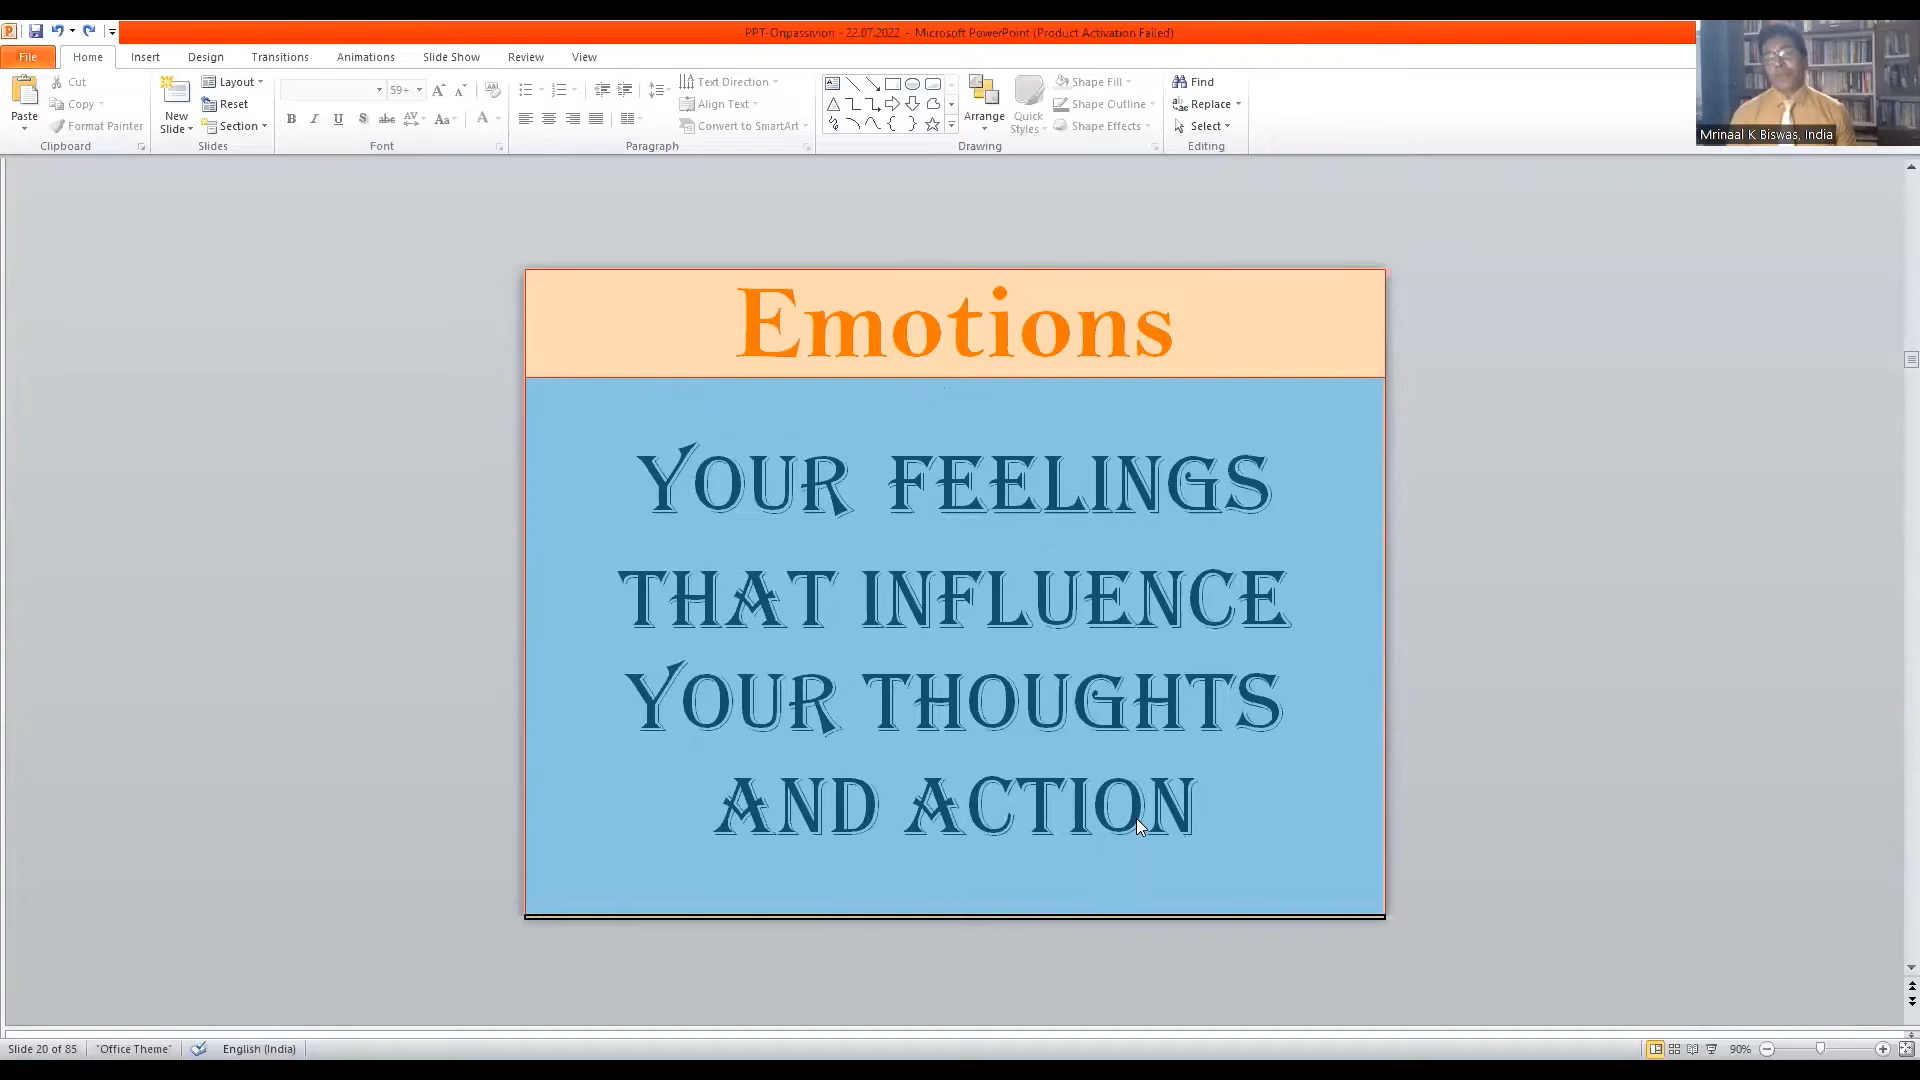 PPT-Onpassivion - 22.07.2022 - Microsoft PowerPoint (Product Activation Failed)
File Home Insert Design Transitions Animations Slide Show Review View
Cut
Copy
Format Painter
Paste
Clipboard
New Slide
Layout
Reset
Section
Slides
59+
B I U S abc AV Aa A
Font
Text Direction
Align Text
Convert to SmartArt
Paragraph
Arrange
Quick Styles
Shape Fill
Shape Outline
Shape Effects
Drawing
Find
Replace
Select
Editing
Mrinaal K Biswas, India
Emotions
YOUR FEELINGS
THAT INFLUENCE
YOUR THOUGHTS
AND ACTION
Slide 20 of 85 "Office Theme" English (India) 90%